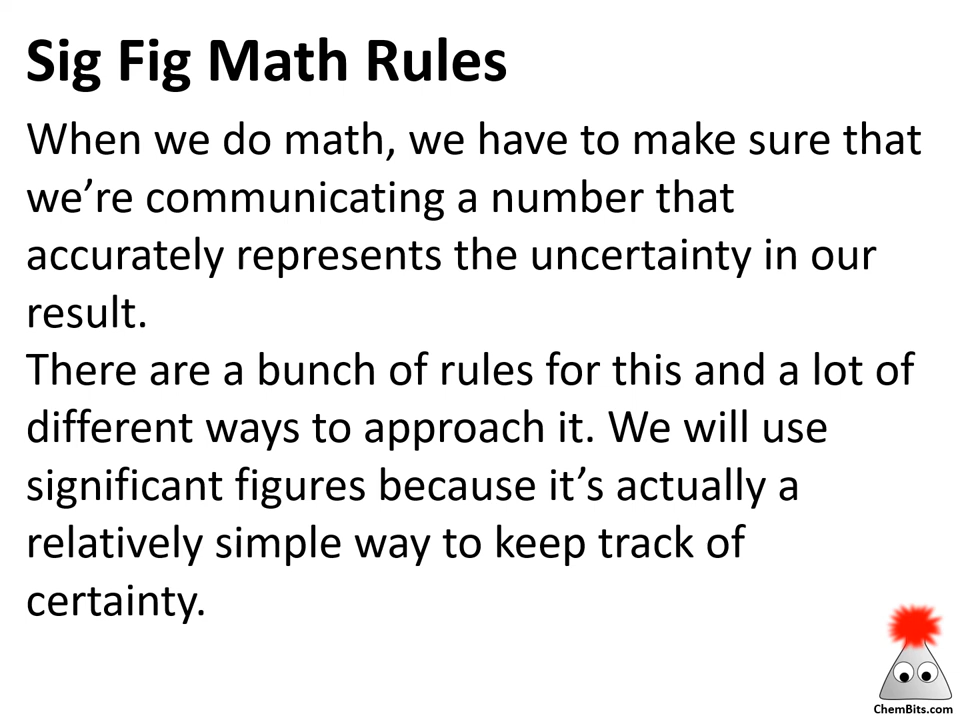 Sig Fig Math Rules
When we do math, we have to make sure that
we’re communicating a number that
accurately represents the uncertainty in our
result.
There are a bunch of rules for this and a lot of
different ways to approach it. We will use
significant figures because it’s actually a
relatively simple way to keep track of
certainty.
ChemBits.com